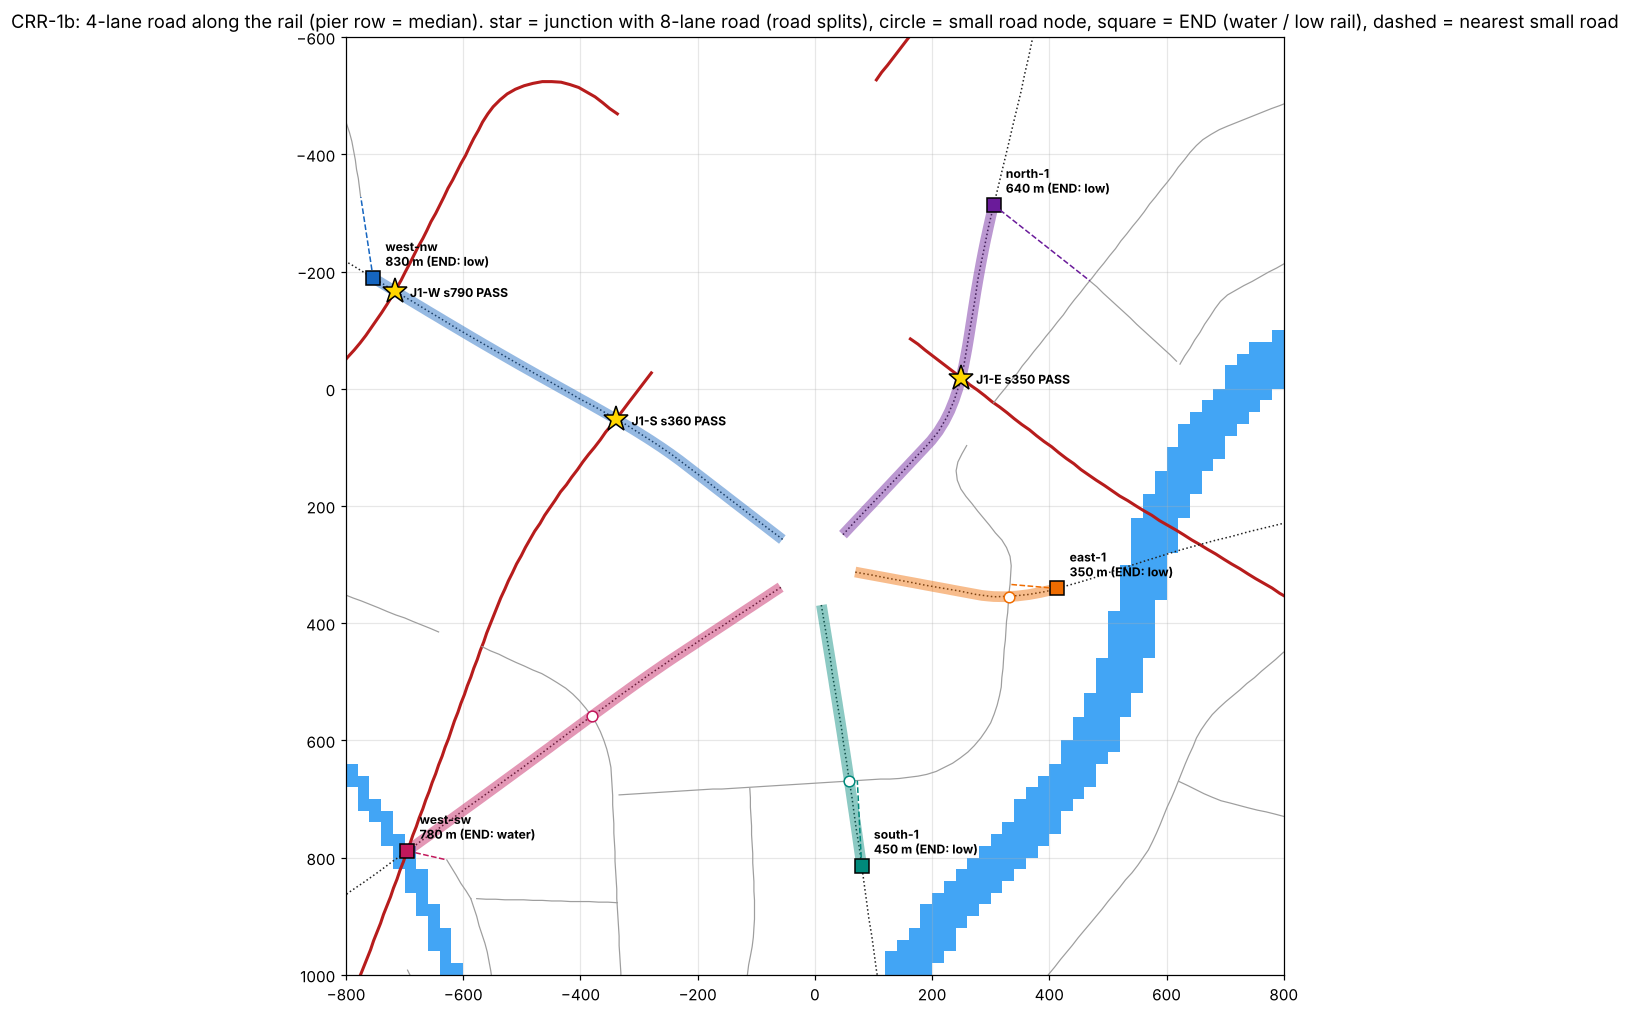 CRR-1b: 4-lane road along the rail (pier row = median). star = junction with 8-lane road (road splits), circle = small road node, square = END (water / low rail), dashed = nearest small road
−600
−400
−200
0
200
400
600
800
1000
−800
−600
−400
−200
0
200
400
600
800
north-1
640 m (END: low)
west-nw
830 m (END: low)
J1-W s790 PASS
J1-E s350 PASS
J1-S s360 PASS
east-1
350 m (END: low)
west-sw
780 m (END: water)
south-1
450 m (END: low)